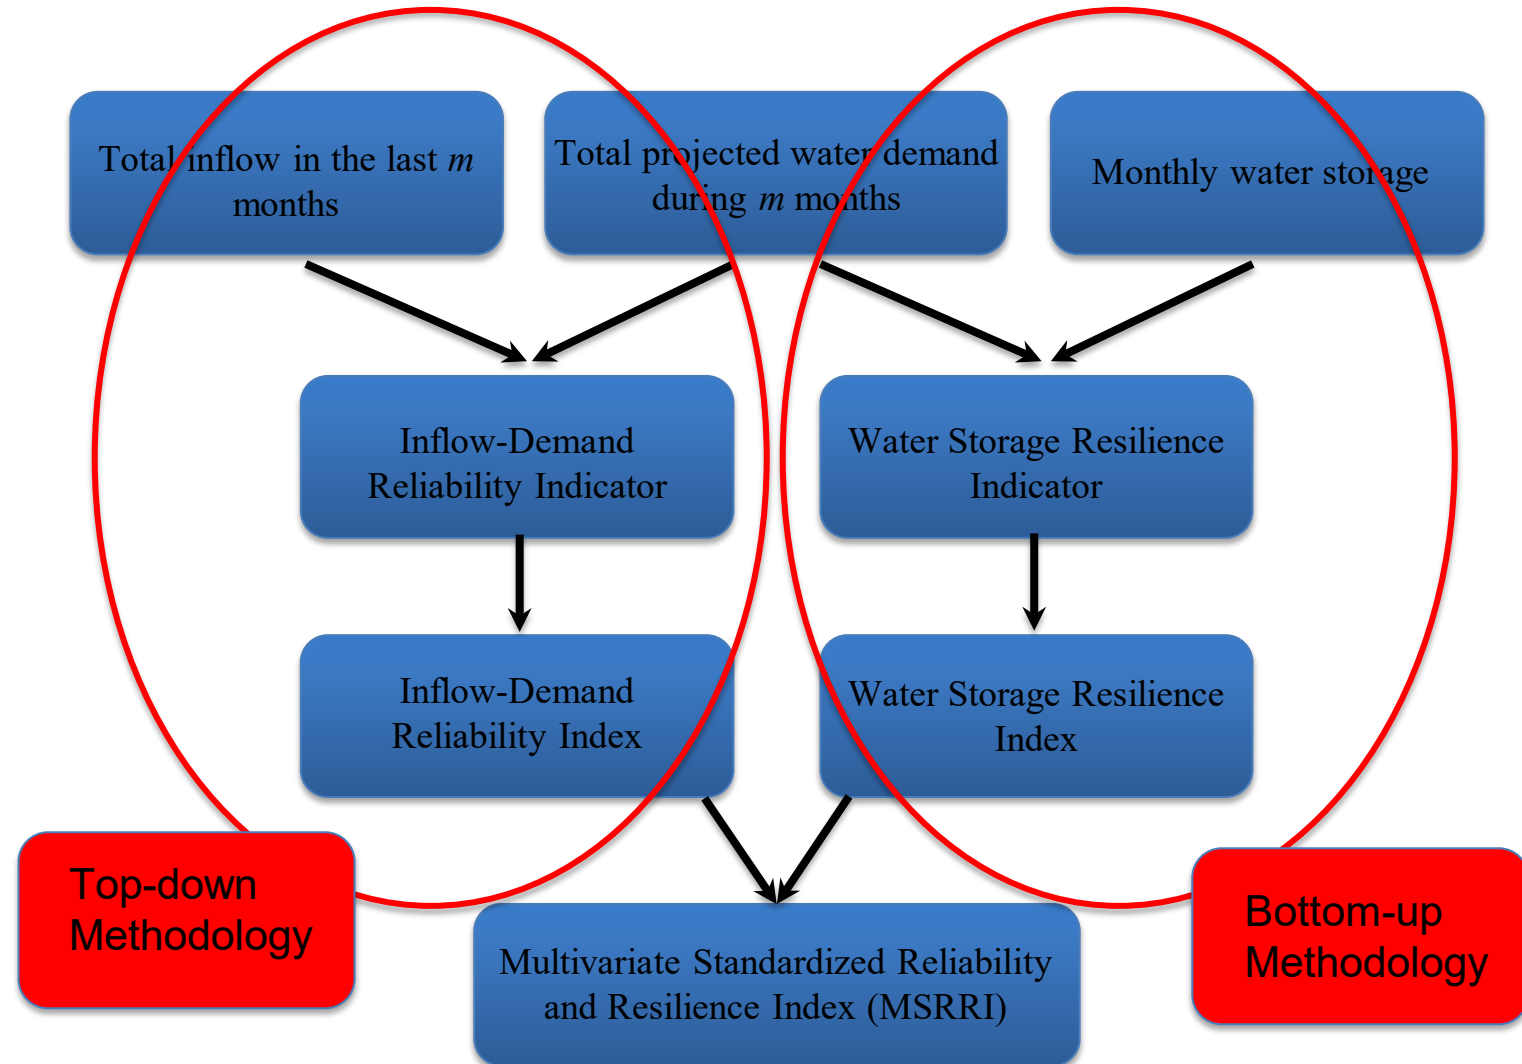 Total inflow in the last m
months
Total projected water demand
during m months
Monthly water storage
Inflow-Demand
Reliability Indicator
Water Storage Resilience
Indicator
Inflow-Demand
Reliability Index
Water Storage Resilience
Index
Top-down
Methodology
Bottom-up
Methodology
Multivariate Standardized Reliability
and Resilience Index (MSRRI)